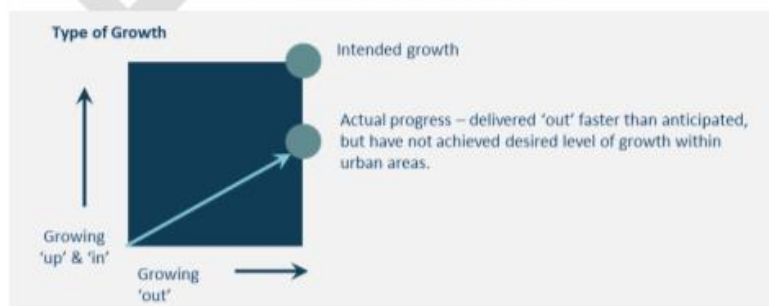 Type of Growth
Intended growth
Actual progress – delivered 'out' faster than anticipated,
but have not achieved desired level of growth within
urban areas.
Growing
'up' & 'in'
Growing
'out'